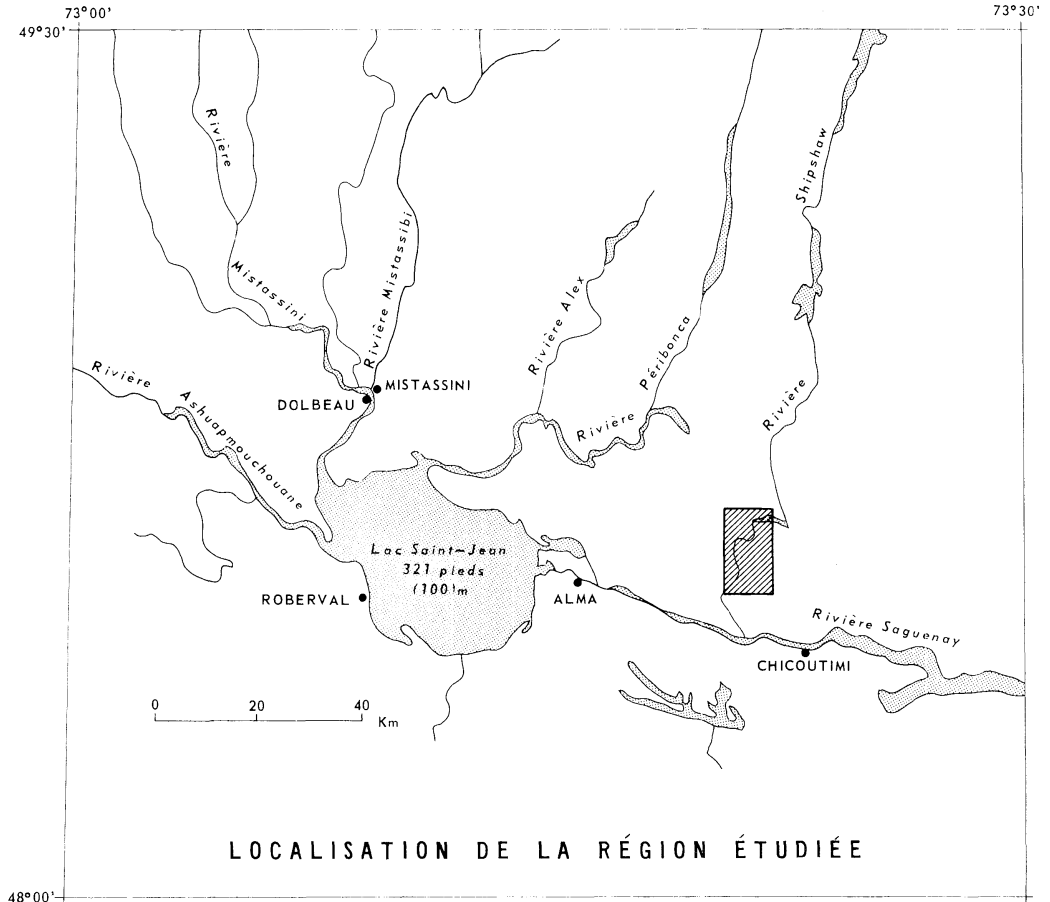 73°00'
73°30'
49°30'
Rivière
Shipshaw
Mistassini
Rivière Mistassibi
Rivière Alex
Péribonca
Rivière
Rivière
Rivière
Ashuapmouchouane
MISTASSINI
DOLBEAU
Lac Saint-Jean
321 pieds
(100)m
ROBERVAL
ALMA
Rivière Saguenay
CHICOUTIMI
0 20 40
Km
LOCALISATION DE LA RÉGION ÉTUDIÉE
48°00'